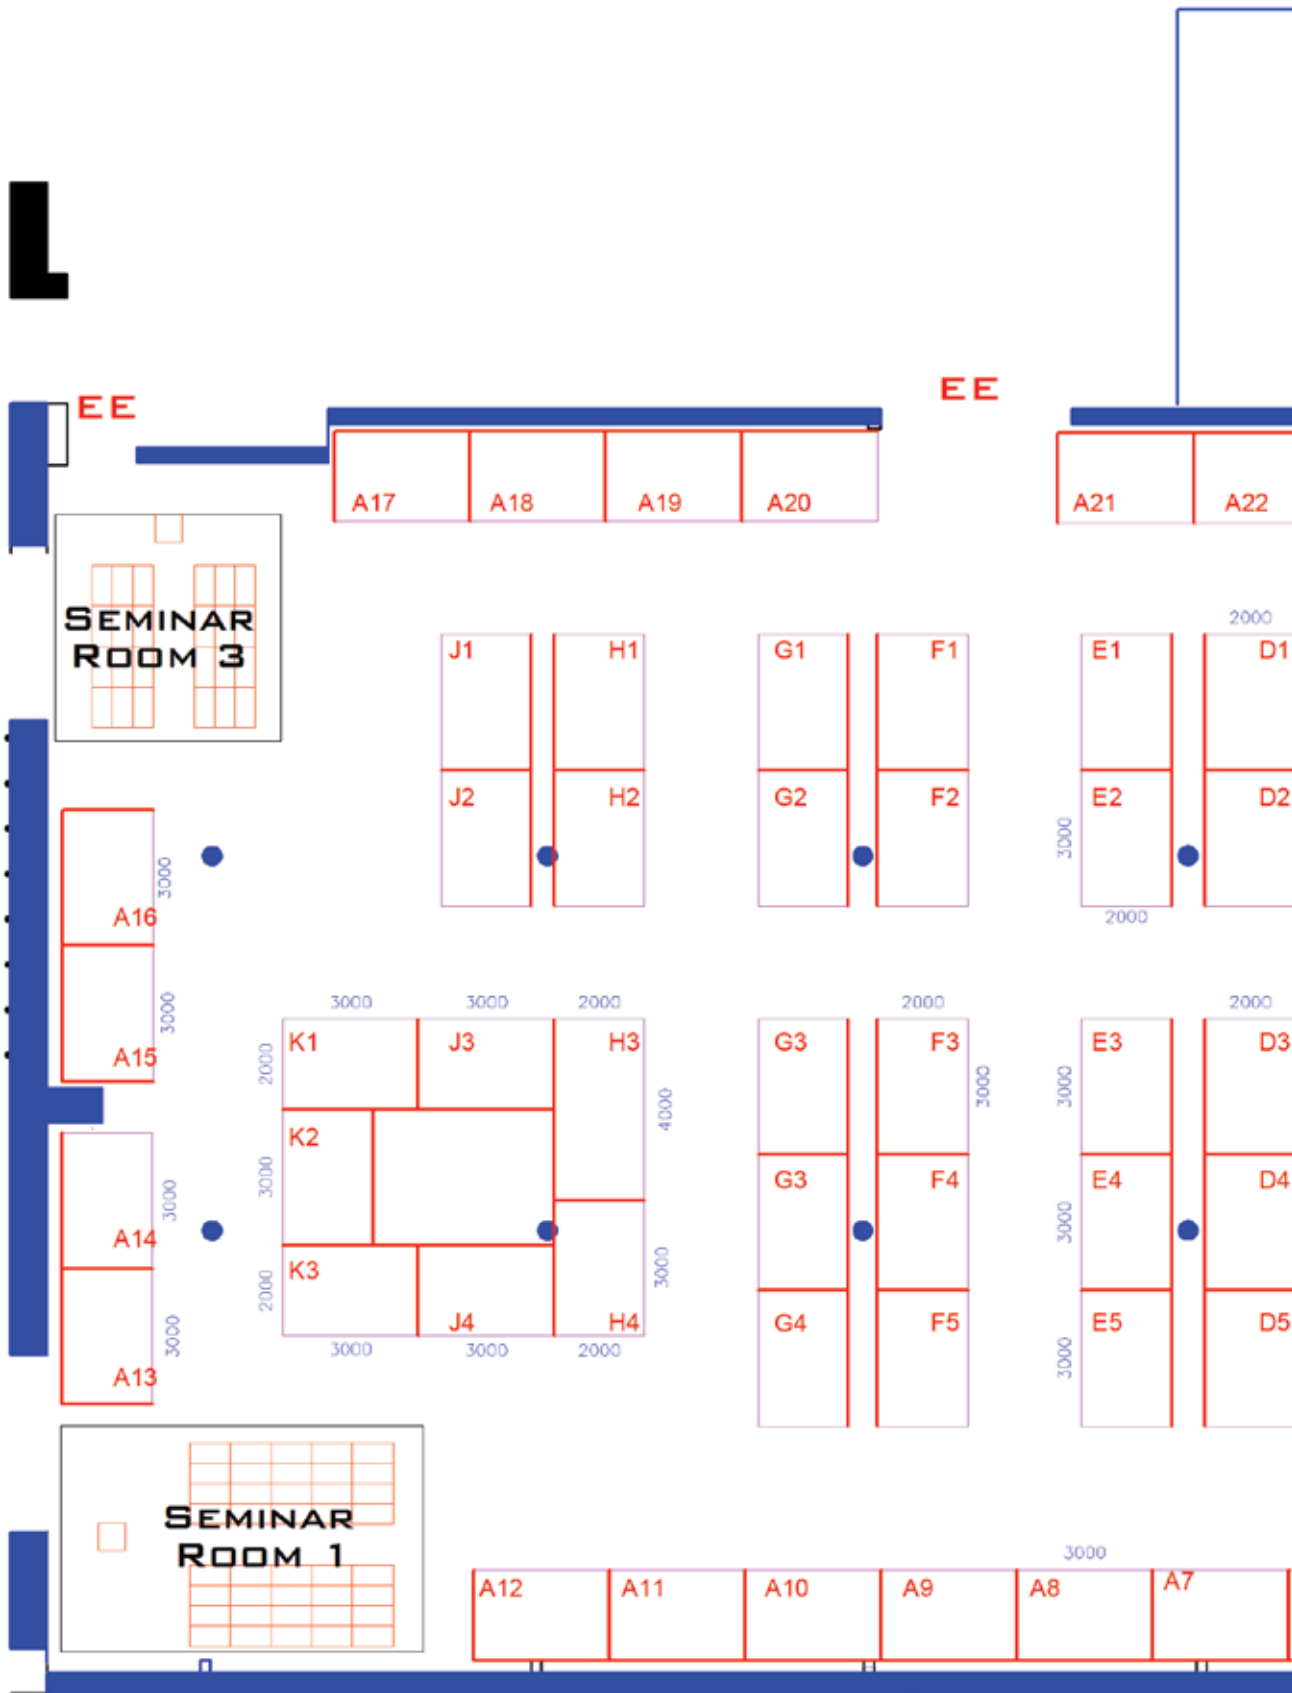 L
EE
EE
A17 A18 A19 A20 A21 A22
SEMINAR
ROOM 3
2000
J1 H1 G1 F1 E1 D1
J2 H2 G2 F2 E2 D2
3000
3000
2000
A16
3000
A15
3000 3000 2000 2000 2000
K1 J3 H3 G3 F3 E3 D3
2000 4000 3000 3000
K2
3000
G3 F4 E4 D4
3000
3000
A14
K3
2000
3000
J4 H4 G4 F5 E5 D5
3000
3000
3000 3000 2000
A13
SEMINAR
ROOM 1
3000
A12 A11 A10 A9 A8 A7